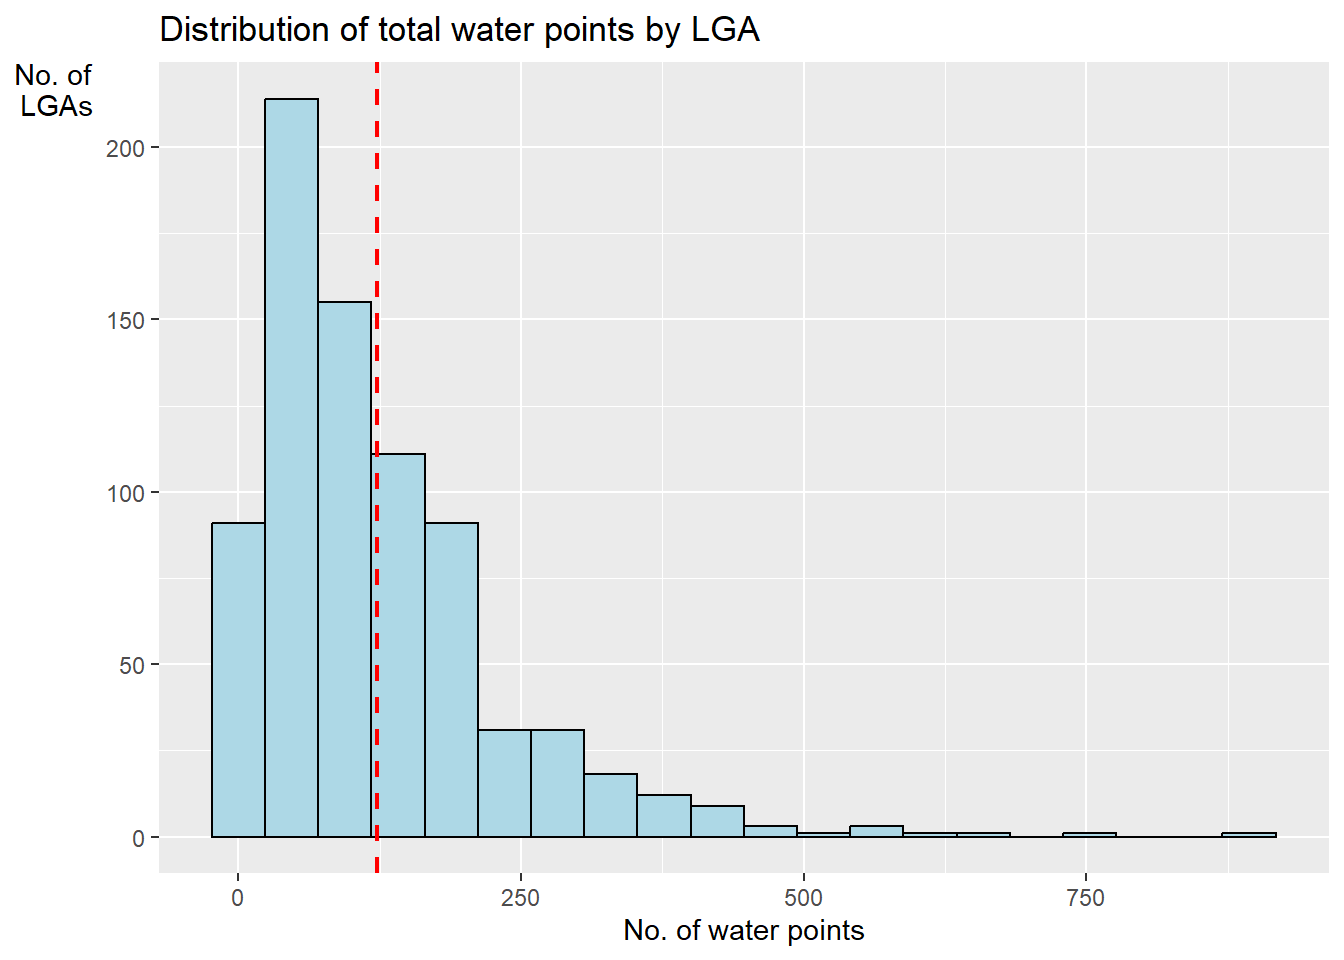 Distribution of total water points by LGA
No. of
LGAs
200
150
100
50
0
0
250
500
750
No. of water points